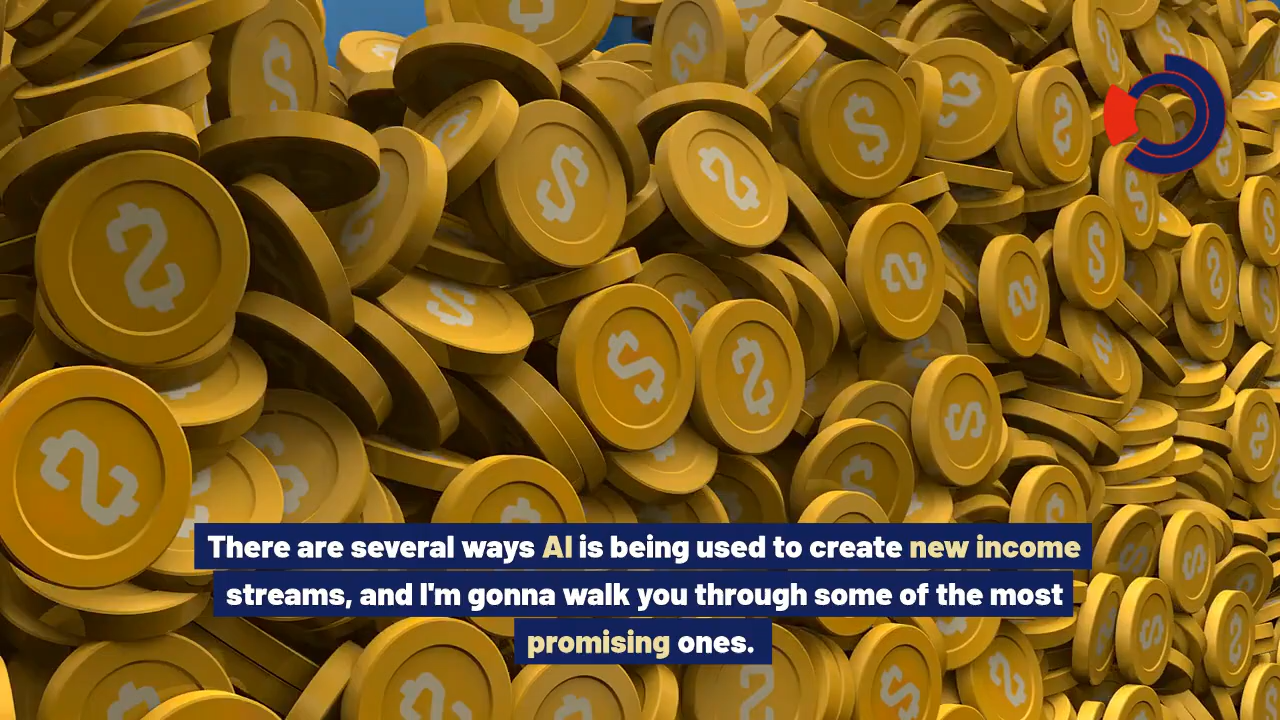 There are several ways AI is being used to create new income
streams, and I'm gonna walk you through some of the most
promising ones.